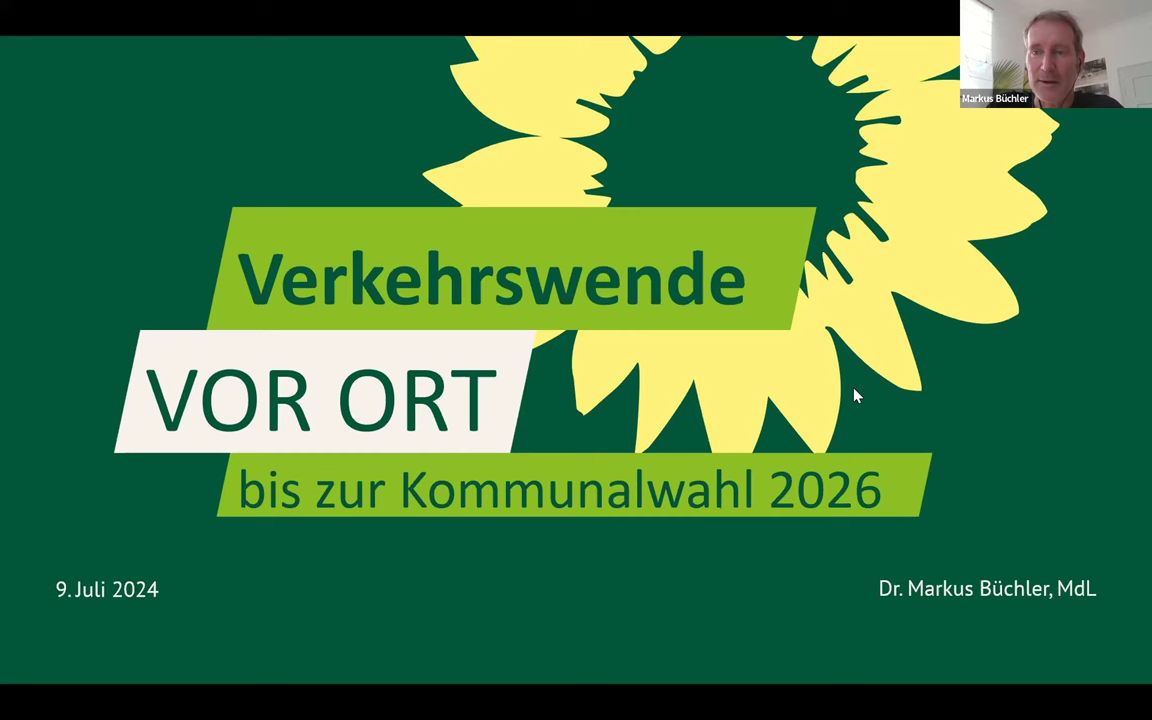 Markus Büchler
Verkehrswende
VOR ORT
bis zur Kommunalwahl 2026
9. Juli 2024
Dr. Markus Büchler, MdL